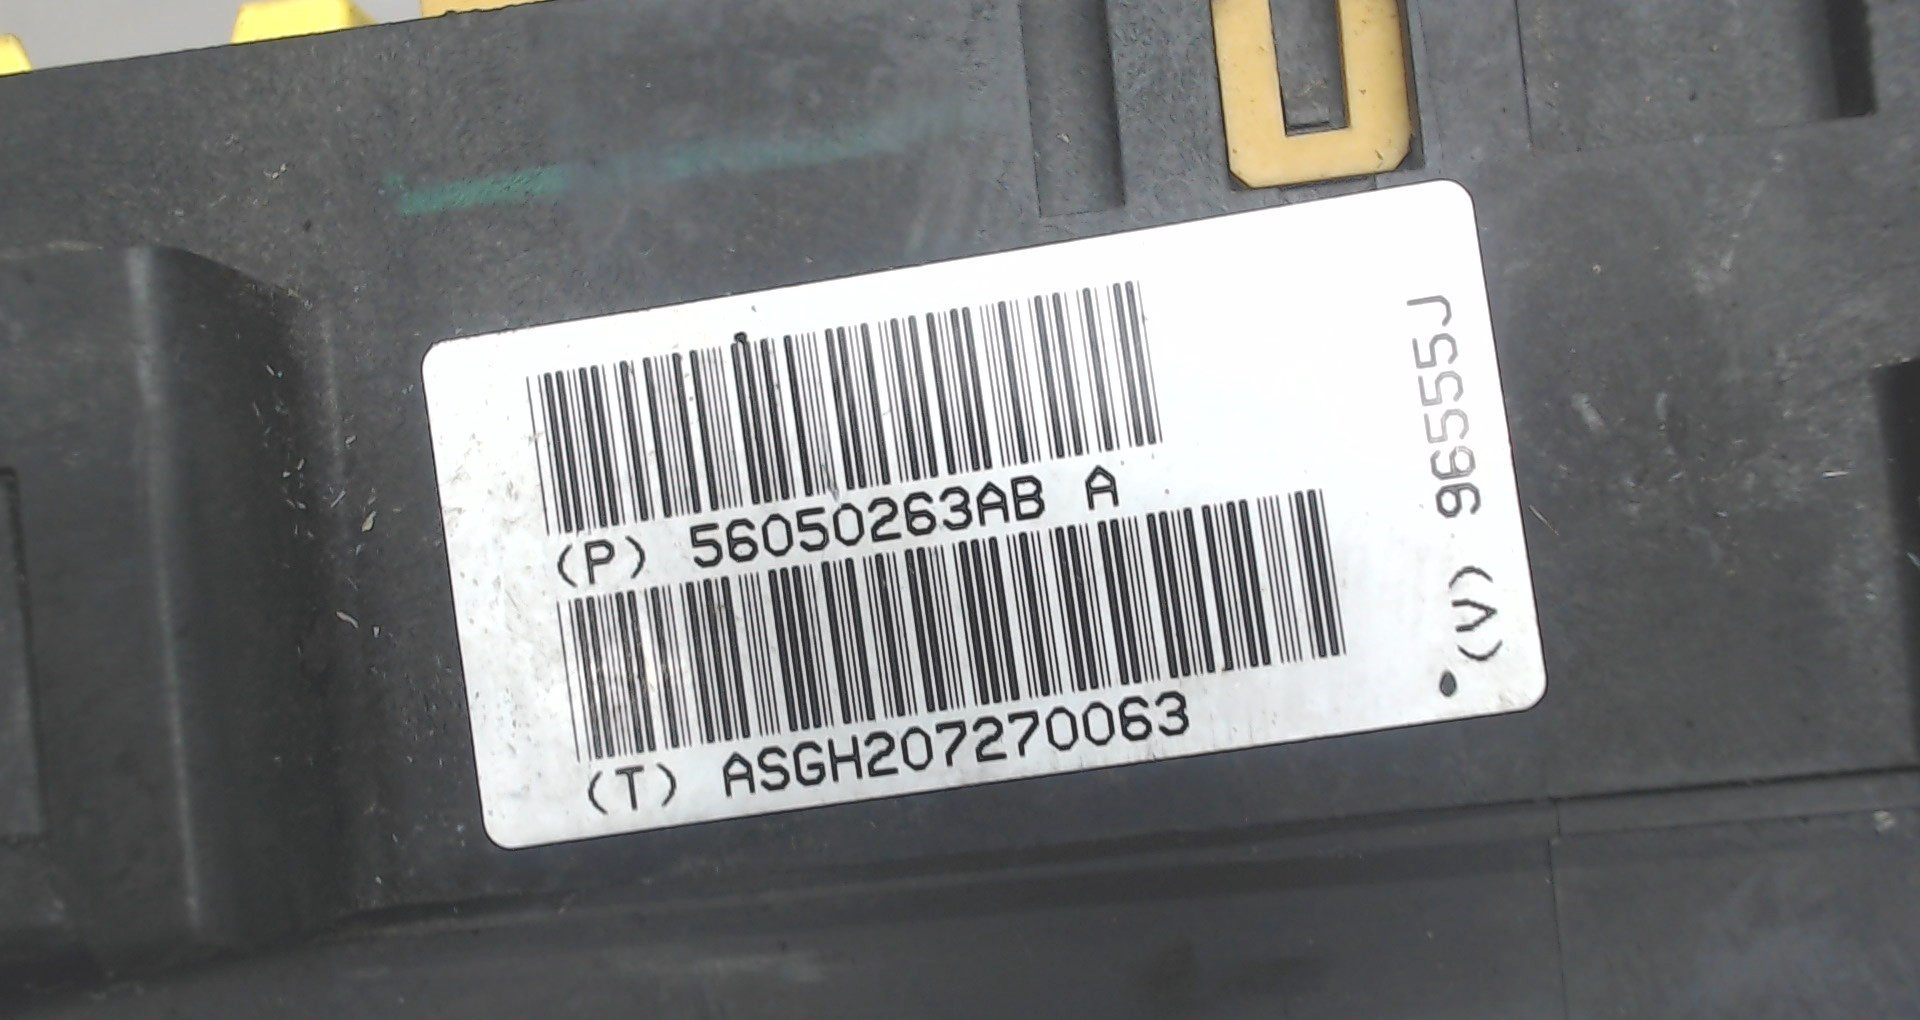 (P) 56050263AB A
(T) ASGH207270063
(V) 96555J